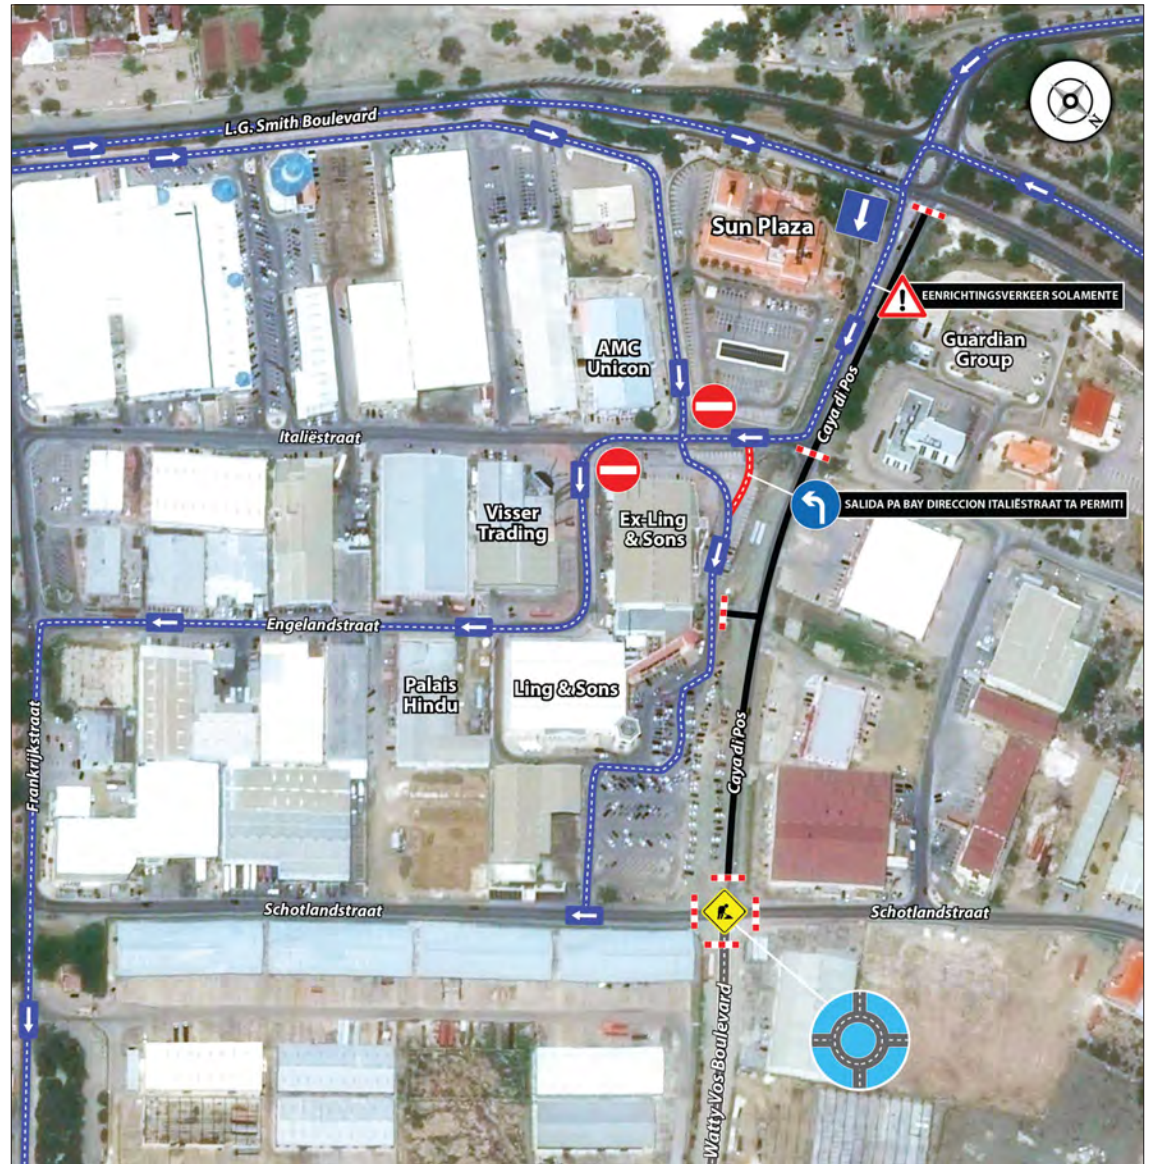 L.G. Smith Boulevard
N
Sun Plaza
!
EENRICHTINGSVERKEER SOLAMENTE
Guardian
Group
AMC
Unicon
Caya di Pos
Italiëstraat
SALIDA PA BAY DIRECCION ITALIËSTRAAT TA PERMITI
Visser
Trading
Ex-Ling
& Sons
Engelandstraat
Palais
Hindu
Ling & Sons
Frankrijkstraat
Caya di Pos
Schotlandstraat
Schotlandstraat
Watty Vos Boulevard